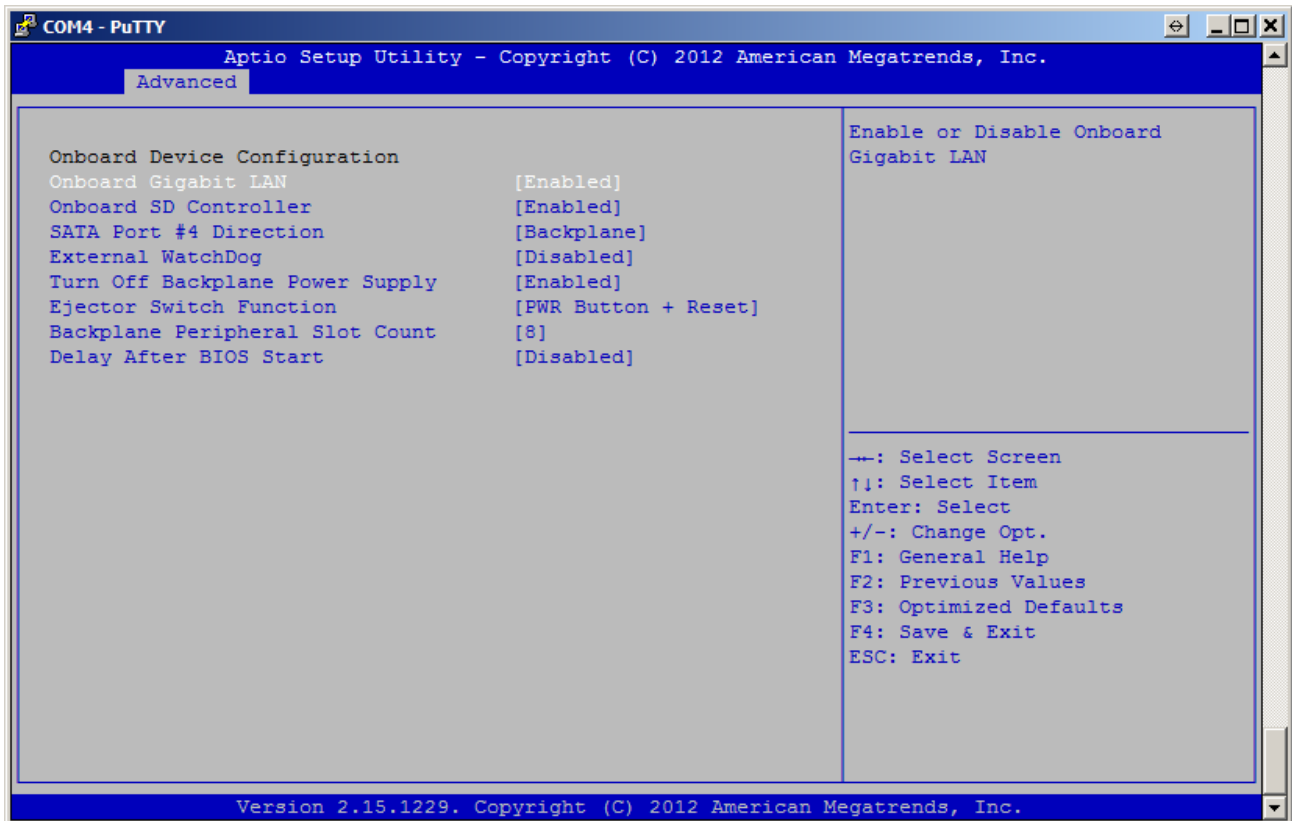 COM4 - PuTTY
Aptio Setup Utility - Copyright (C) 2012 American Megatrends, Inc.
Advanced
Onboard Device Configuration
Onboard Gigabit LAN [Enabled]
Onboard SD Controller [Enabled]
SATA Port #4 Direction [Backplane]
External WatchDog [Disabled]
Turn Off Backplane Power Supply [Enabled]
Ejector Switch Function [PWR Button + Reset]
Backplane Peripheral Slot Count [8]
Delay After BIOS Start [Disabled]
Enable or Disable Onboard
Gigabit LAN
→←: Select Screen
↑↓: Select Item
Enter: Select
+/-: Change Opt.
F1: General Help
F2: Previous Values
F3: Optimized Defaults
F4: Save & Exit
ESC: Exit
Version 2.15.1229. Copyright (C) 2012 American Megatrends, Inc.